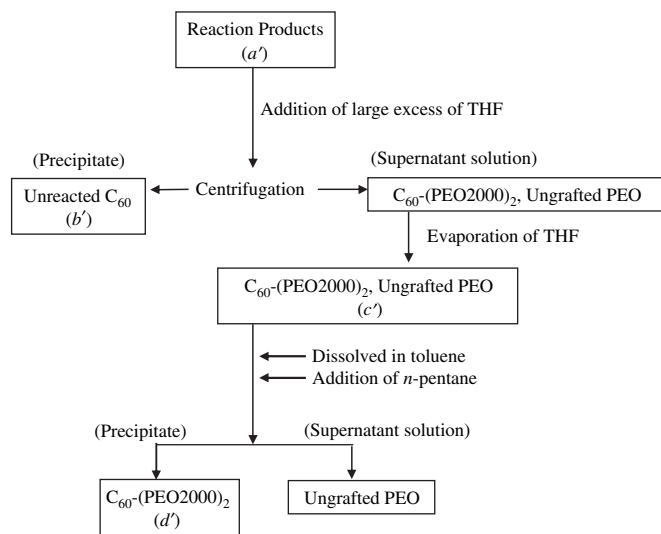 Reaction Products
(a′)
Addition of large excess of THF
(Precipitate)
(Supernatant solution)
Unreacted C₆₀
(b′)
Centrifugation
C₆₀-(PEO2000)₂, Ungrafted PEO
Evaporation of THF
C₆₀-(PEO2000)₂, Ungrafted PEO
(c′)
Dissolved in toluene
Addition of n-pentane
(Precipitate)
(Supernatant solution)
C₆₀-(PEO2000)₂
(d′)
Ungrafted PEO